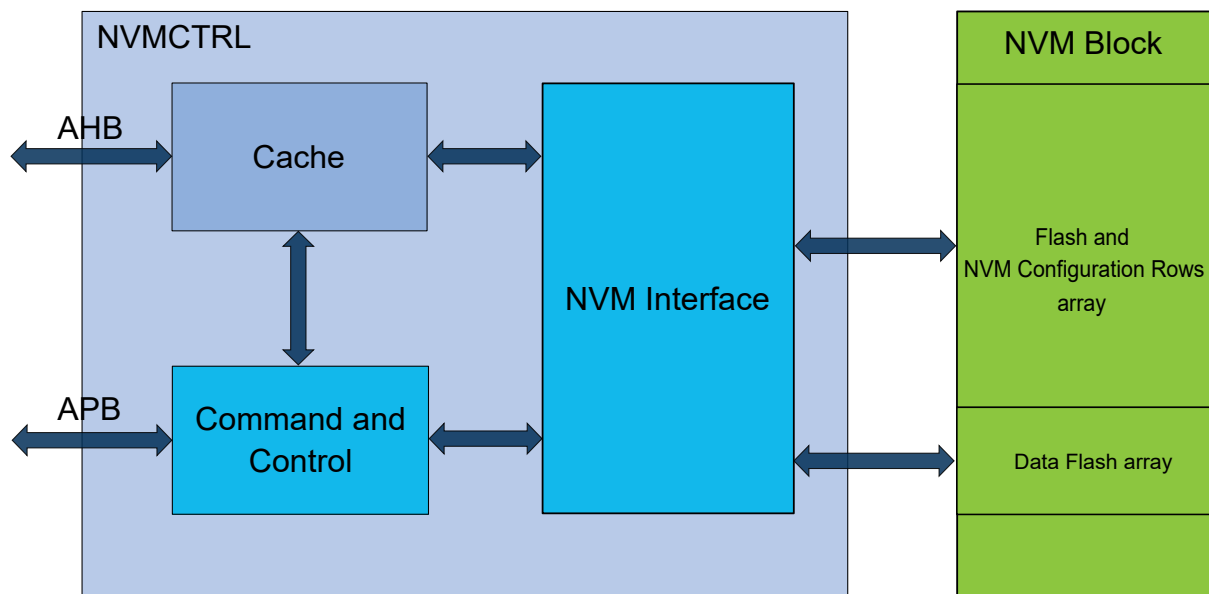 NVMCTRL
NVM Block
AHB
Cache
Flash and
NVM Configuration Rows
array
NVM Interface
APB
Command and
Control
Data Flash array